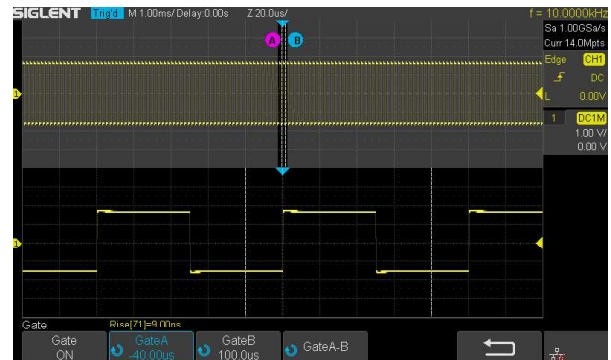 SIGLENT Trig'd M 1.00ms/ Delay:0.00s Z 20.0us/ f = 10.0000kHz
Sa 1.00GSa/s
Curr 14.0Mpts
A B
Edge CH1
DC
L 0.00V
1
1 DC1M
1.00 V/
0.00 V
1
Gate Rise[71]=9.00ns
Gate GateA GateB GateA-B
ON -40.00us 100.0us